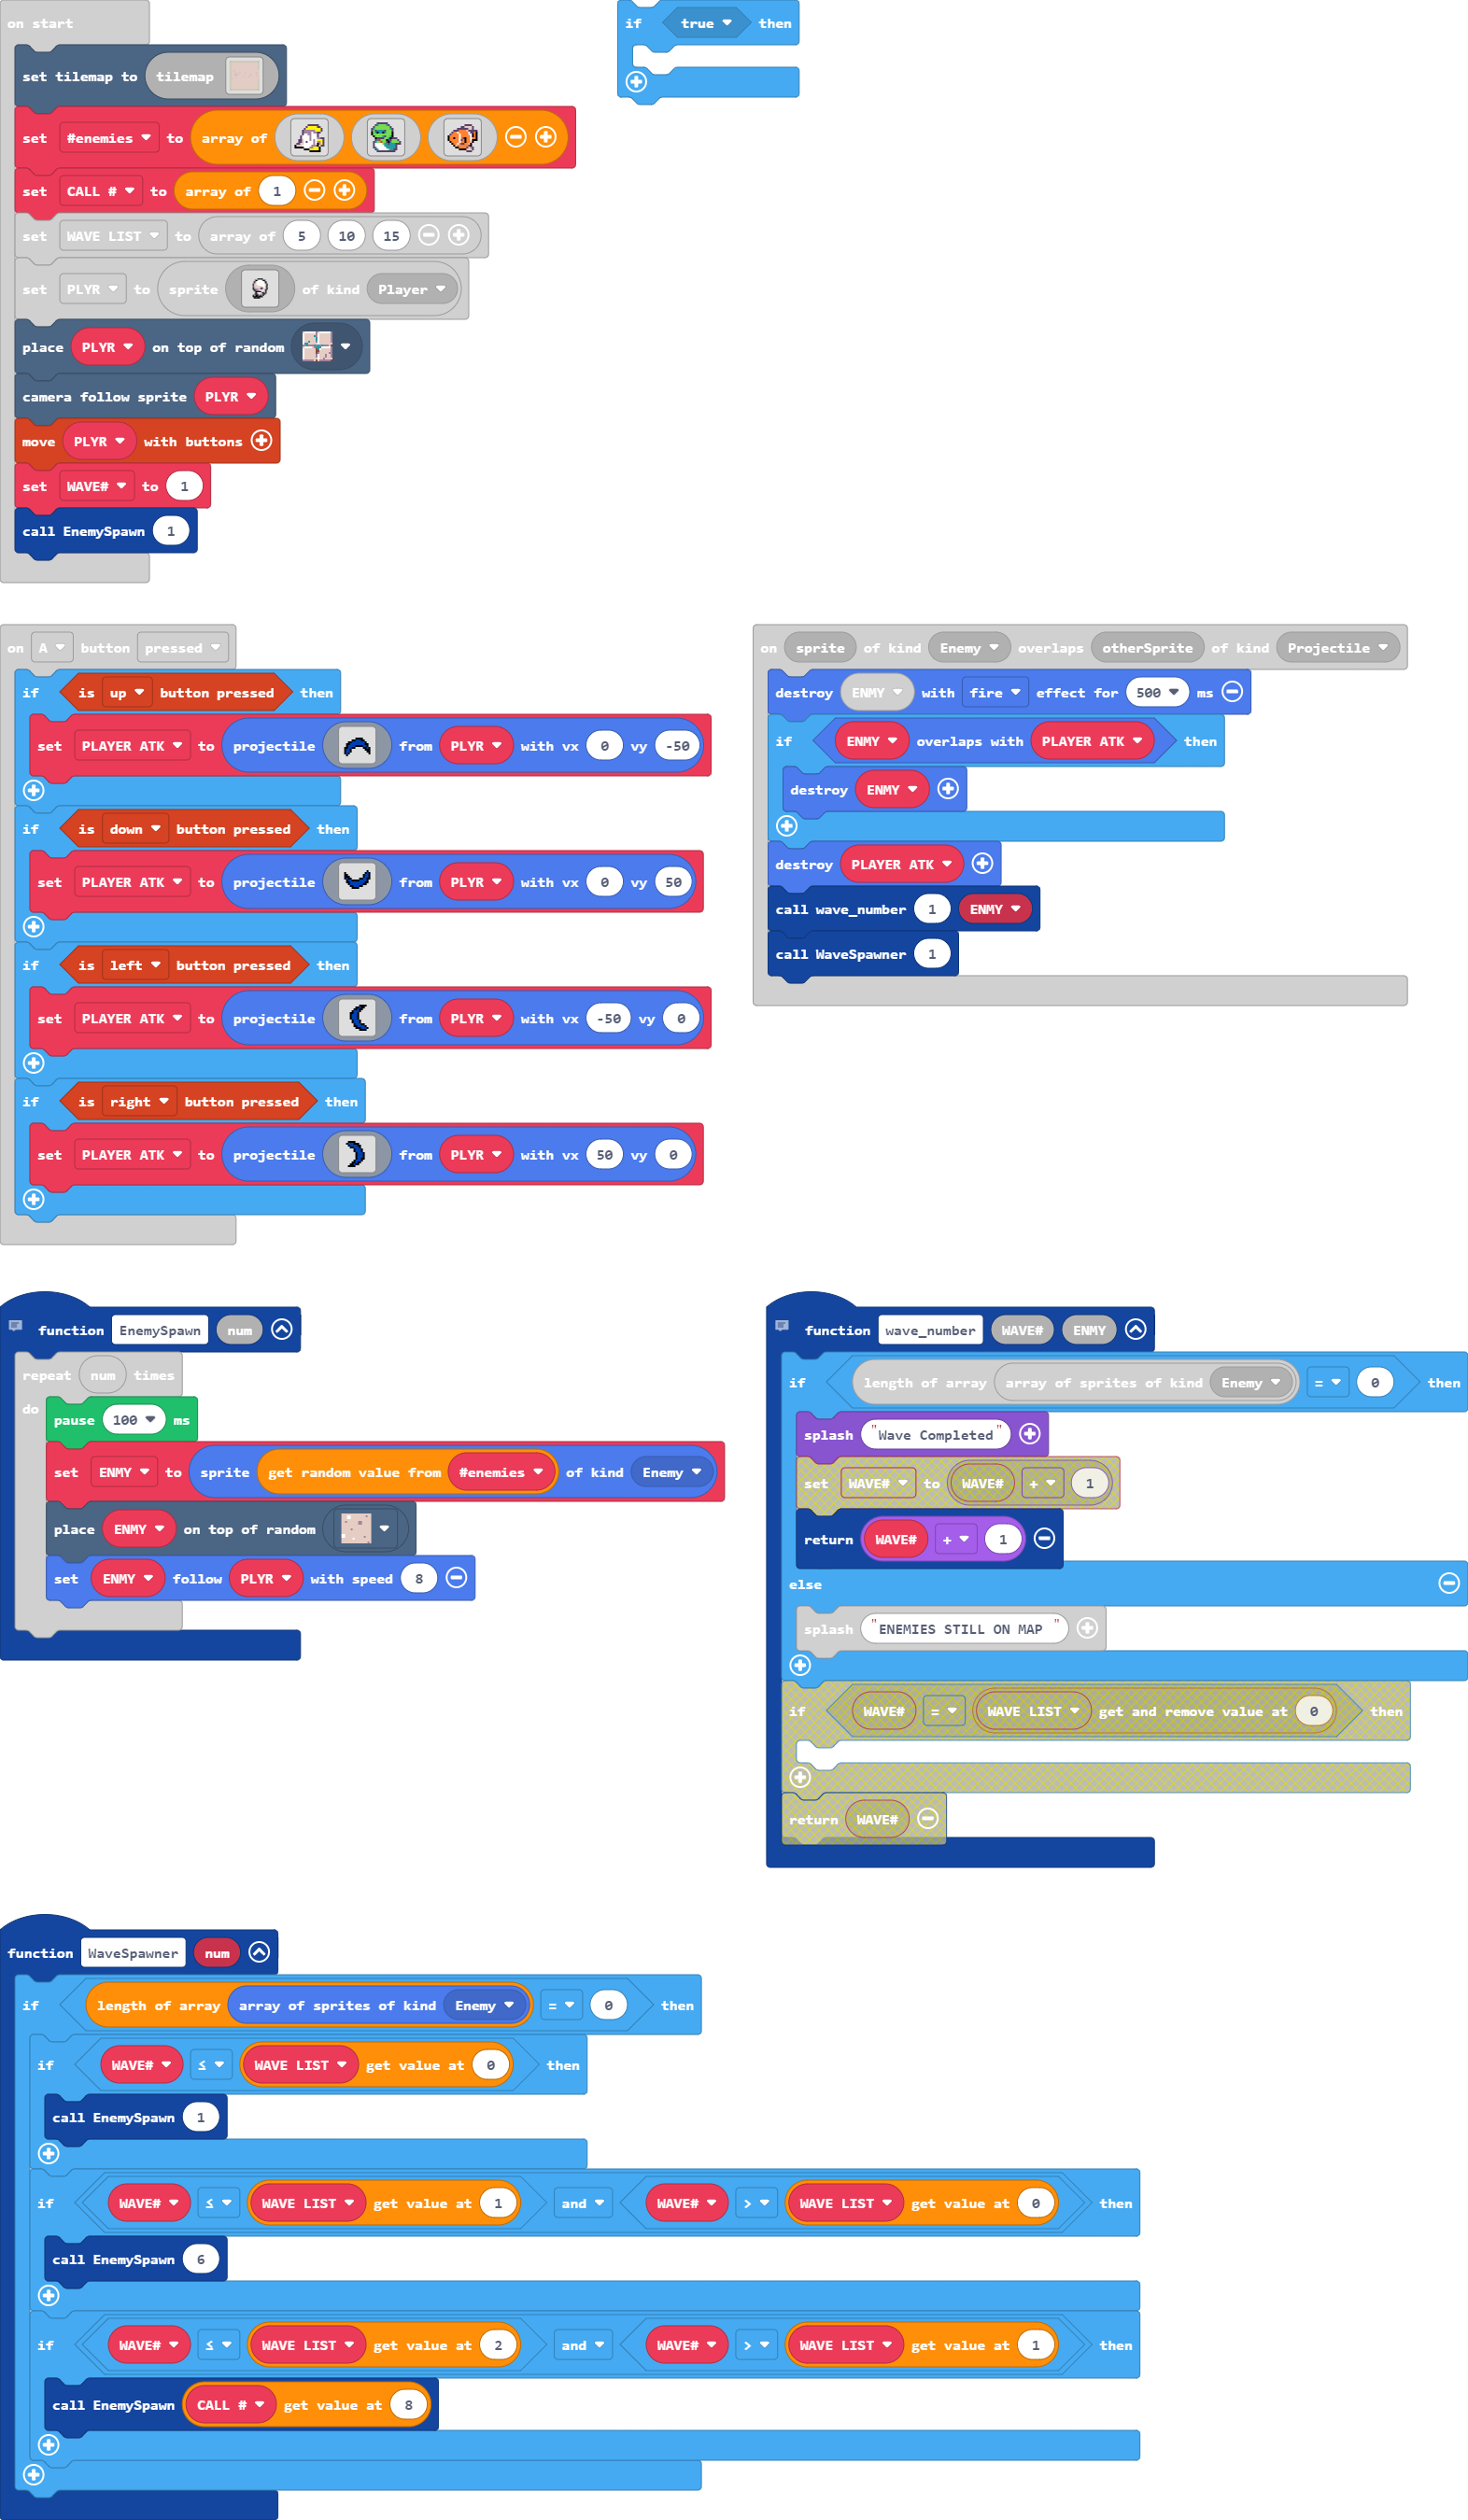 on start
if true then
set tilemap to tilemap
set #enemies to array of
set CALL # to array of 1
set WAVE LIST to array of 5 10 15
set PLYR to sprite of kind Player
place PLYR on top of random
camera follow sprite PLYR
move PLYR with buttons
set WAVE# to 1
call EnemySpawn 1
on A button pressed
if is up button pressed then
set PLAYER ATK to projectile from PLYR with vx 0 vy -50
if is down button pressed then
set PLAYER ATK to projectile from PLYR with vx 0 vy 50
if is left button pressed then
set PLAYER ATK to projectile from PLYR with vx -50 vy 0
if is right button pressed then
set PLAYER ATK to projectile from PLYR with vx 50 vy 0
on sprite of kind Enemy overlaps otherSprite of kind Projectile
destroy ENMY with fire effect for 500 ms
if ENMY overlaps with PLAYER ATK then
destroy ENMY
destroy PLAYER ATK
call wave_number 1 ENMY
call WaveSpawner 1
function EnemySpawn num
repeat num times
do
pause 100 ms
set ENMY to sprite get random value from #enemies of kind Enemy
place ENMY on top of random
set ENMY follow PLYR with speed 8
function wave_number WAVE# ENMY
if length of array array of sprites of kind Enemy = 0 then
splash "Wave Completed"
set WAVE# to WAVE# + 1
return WAVE# + 1
else
splash "ENEMIES STILL ON MAP "
if WAVE# = WAVE LIST get and remove value at 0 then
return WAVE#
function WaveSpawner num
if length of array array of sprites of kind Enemy = 0 then
if WAVE# ≤ WAVE LIST get value at 0 then
call EnemySpawn 1
if WAVE# ≤ WAVE LIST get value at 1 and WAVE# > WAVE LIST get value at 0 then
call EnemySpawn 6
if WAVE# ≤ WAVE LIST get value at 2 and WAVE# > WAVE LIST get value at 1 then
call EnemySpawn CALL # get value at 8